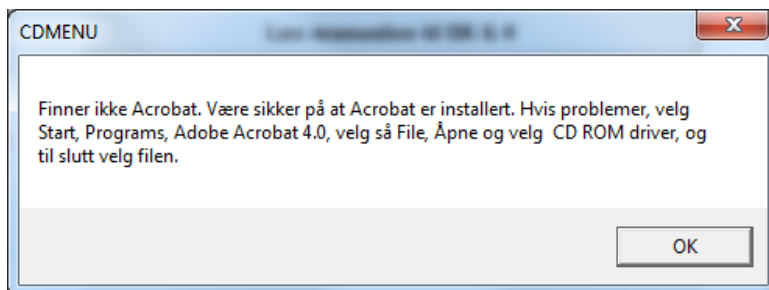 CDMENU
Finner ikke Acrobat. Være sikker på at Acrobat er installert. Hvis problemer, velg
Start, Programs, Adobe Acrobat 4.0, velg så File, Åpne og velg  CD ROM driver, og
til slutt velg filen.
OK